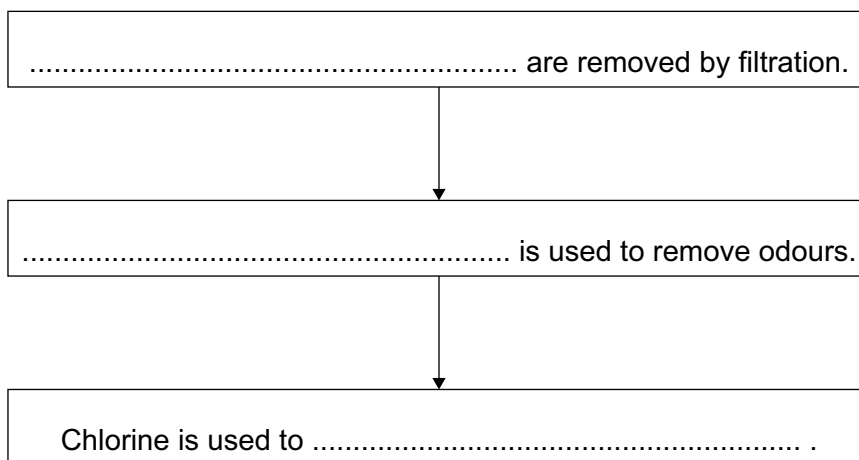 ............................................................ are removed by filtration.
............................................................ is used to remove odours.
Chlorine is used to ............................................................ .